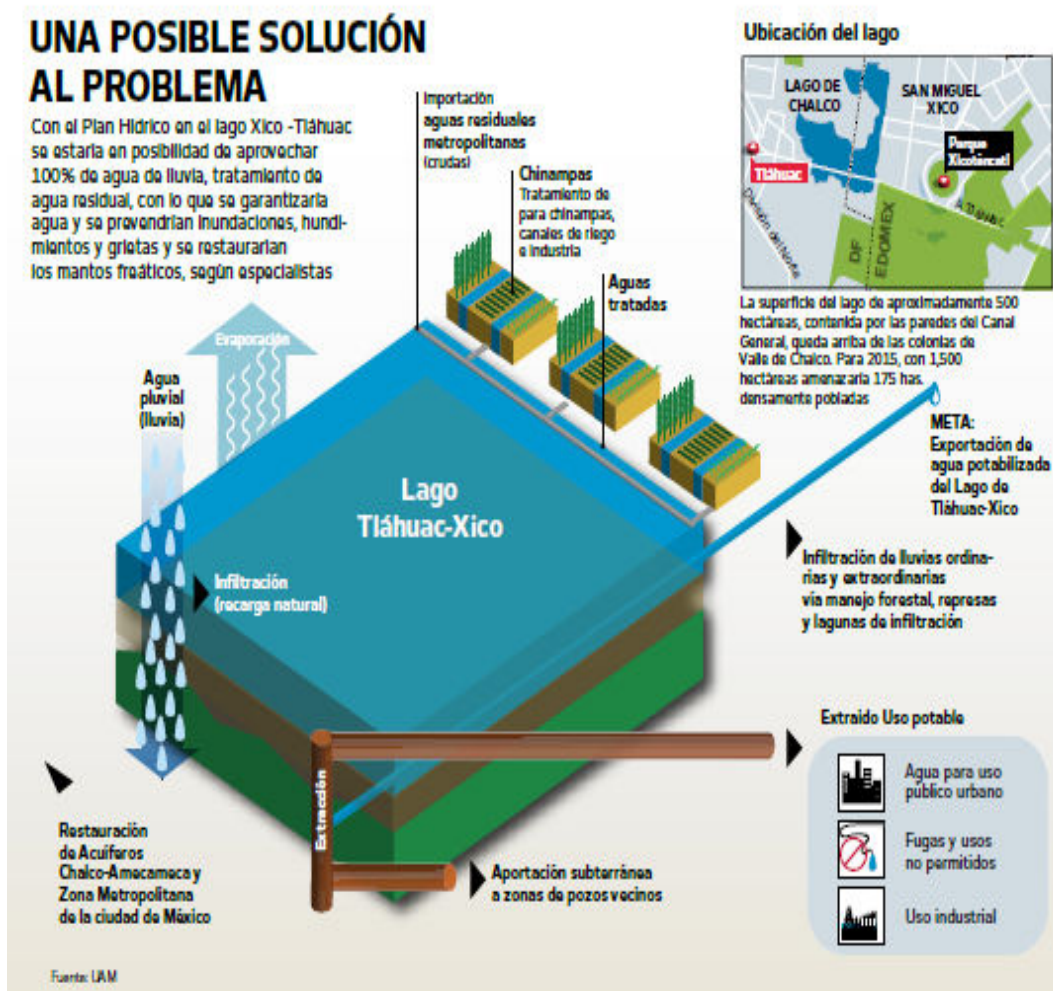 UNA POSIBLE SOLUCIÓN
AL PROBLEMA
Con el Plan Hídrico en el lago Xico -Tláhuac
se estaría en posibilidad de aprovechar
100% de agua de lluvia, tratamiento de
agua residual, con lo que se garantizaría
agua y se prevendrían inundaciones, hundi-
mientos y grietas y se restaurarían
los mantos freáticos, según especialistas
Importación
aguas residuales
metropolitanas
(crudas)
Chinampas
Tratamiento de
para chinampas,
canales de riego
e industria
Aguas
tratadas
Ubicación del lago
LAGO DE
CHALCO
SAN MIGUEL
XICO
Parque
Xicoténcatl
Tláhuac
División del Norte
A Tláhuac
DF
EDOMEX
La superficie del lago de aproximadamente 500
hectáreas, contenida por las paredes del Canal
General, queda arriba de las colonias de
Valle de Chalco. Para 2015, con 1,500
hectáreas amenazaría 175 has.
densamente pobladas
META:
Exportación de
agua potabilizada
del Lago de
Tláhuac-Xico
Evaporación
Agua
pluvial
(lluvia)
Lago
Tláhuac-Xico
Infiltración
(recarga natural)
Infiltración de lluvias ordina-
rias y extraordinarias
vía manejo forestal, represas
y lagunas de infiltración
Extraido Uso potable
Agua para uso
público urbano
Fugas y usos
no permitidos
Uso industrial
Extracción
Aportación subterránea
a zonas de pozos vecinos
Restauración
de Acuíferos
Chalco-Amecameca y
Zona Metropolitana
de la ciudad de México
Fuente: UAM